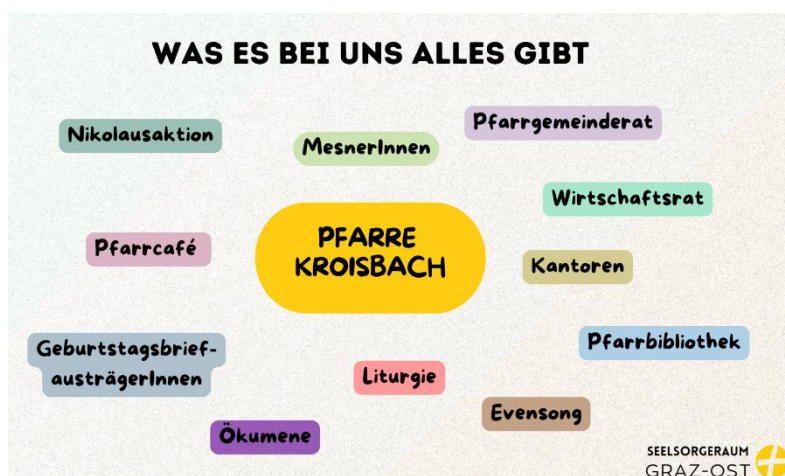 WAS ES BEI UNS ALLES GIBT
Nikolausaktion
MesnerInnen
Pfarrgemeinderat
Wirtschaftsrat
PFARRE
KROISBACH
Pfarrcafé
Kantoren
Geburtstagsbrief-
austrägerInnen
Liturgie
Pfarrbibliothek
Ökumene
Evensong
SEELSORGERAUM
GRAZ-OST